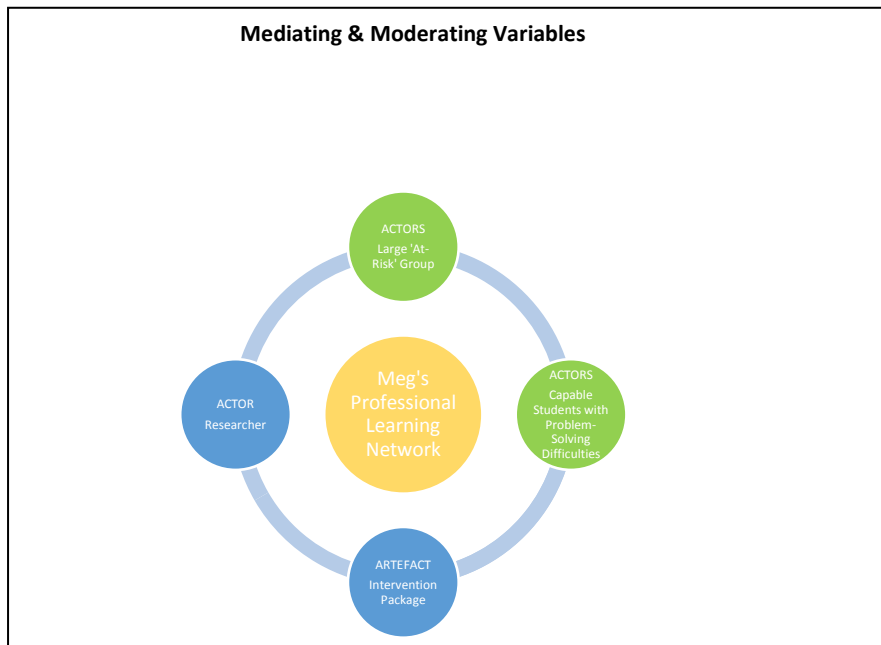 Mediating & Moderating Variables
ACTORS
Large 'At-
Risk' Group
Meg's
Professional
Learning
Network
ACTOR
Researcher
ACTORS
Capable
Students with
Problem-
Solving
Difficulties
ARTEFACT
Intervention
Package